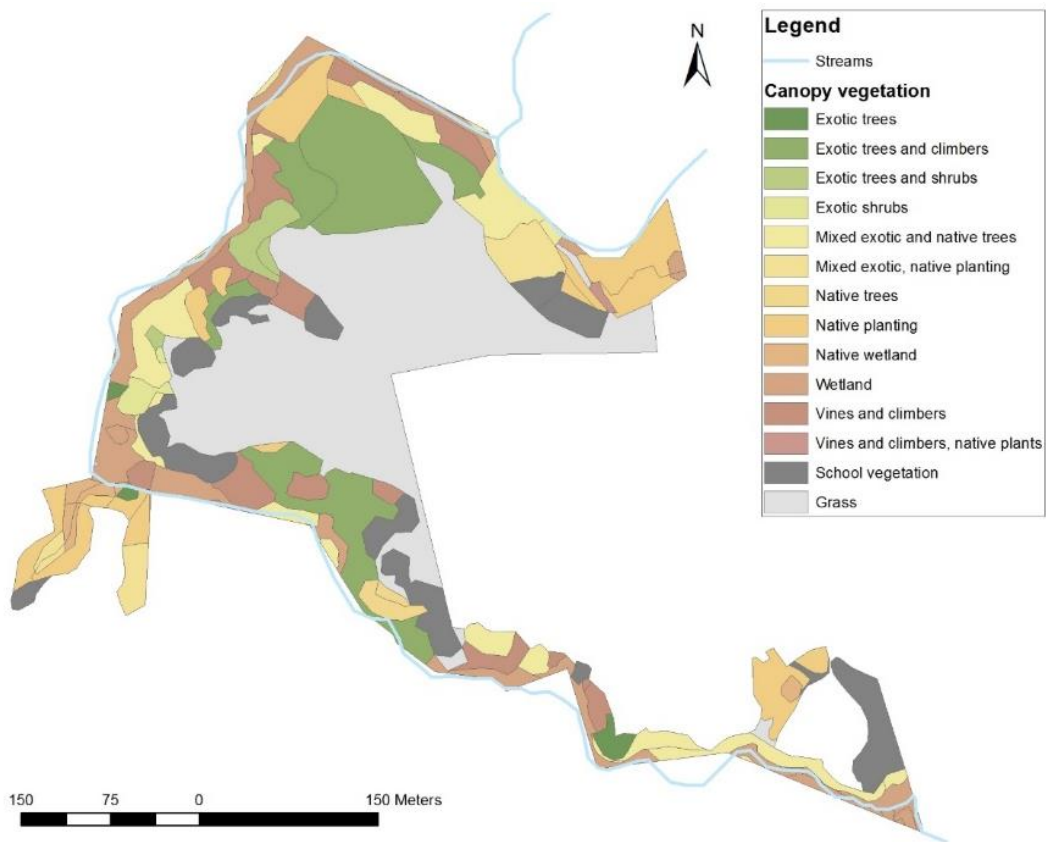 N
Legend
Streams
Canopy vegetation
Exotic trees
Exotic trees and climbers
Exotic trees and shrubs
Exotic shrubs
Mixed exotic and native trees
Mixed exotic, native planting
Native trees
Native planting
Native wetland
Wetland
Vines and climbers
Vines and climbers, native plants
School vegetation
Grass
150 75 0 150 Meters